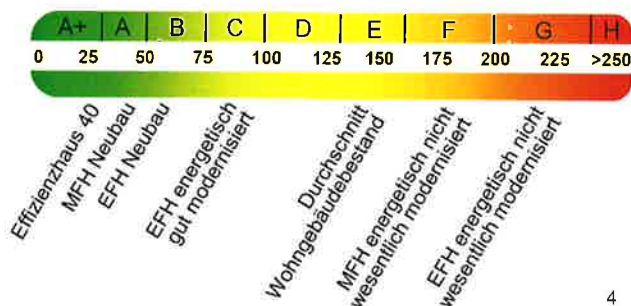 A+ A B C D E F G H
0 25 50 75 100 125 150 175 200 225 >250
Effizienzhaus 40
MFH Neubau
EFH Neubau
EFH energetisch
gut modernisiert
Durchschnitt
Wohngebäudebestand
MFH energetisch nicht
wesentlich modernisiert
EFH energetisch nicht
wesentlich modernisiert
4